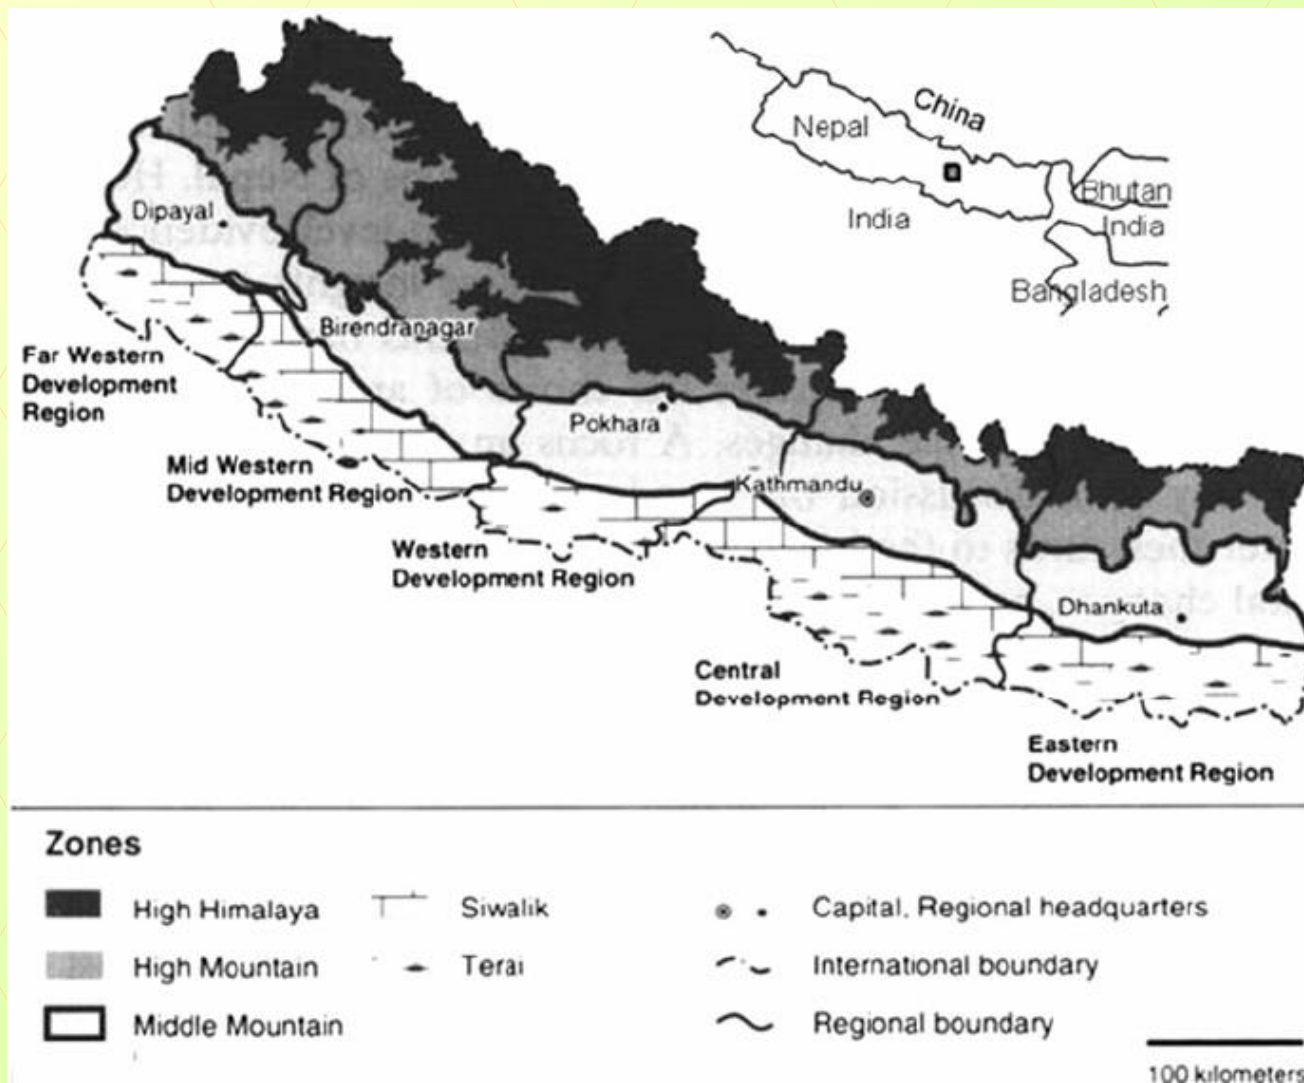 China
Nepal
Bhutan
India
India
Bangladesh
Dipayal
Birendranagar
Far Western
Development
Region
Pokhara
Mid Western
Development Region
Kathmandu
Western
Development Region
Dhankuta
Central
Development Region
Eastern
Development Region
Zones
High Himalaya
Siwalik
Capital, Regional headquarters
High Mountain
Terai
International boundary
Middle Mountain
Regional boundary
100 kilometers